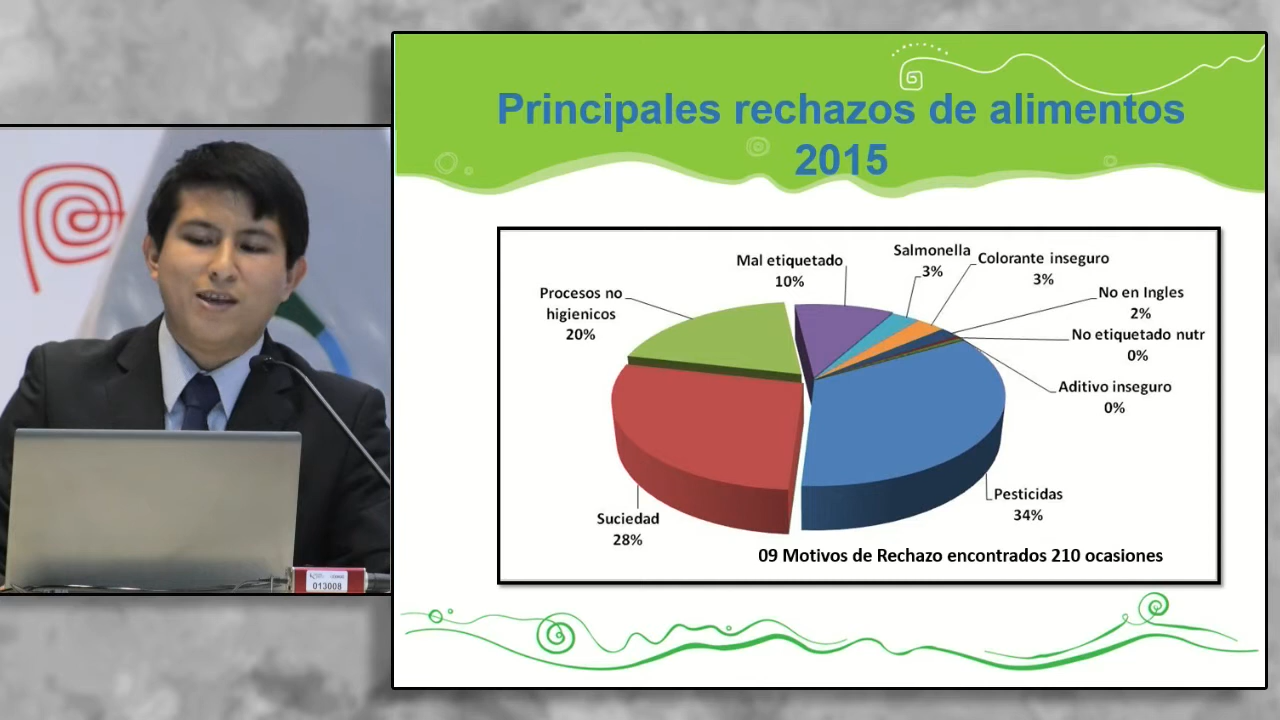 Principales rechazos de alimentos
2015
Mal etiquetado
10%
Salmonella
3%
Colorante inseguro
3%
No en Ingles
2%
No etiquetado nutr
0%
Aditivo inseguro
0%
Procesos no
higienicos
20%
Suciedad
28%
Pesticidas
34%
09 Motivos de Rechazo encontrados 210 ocasiones
013008